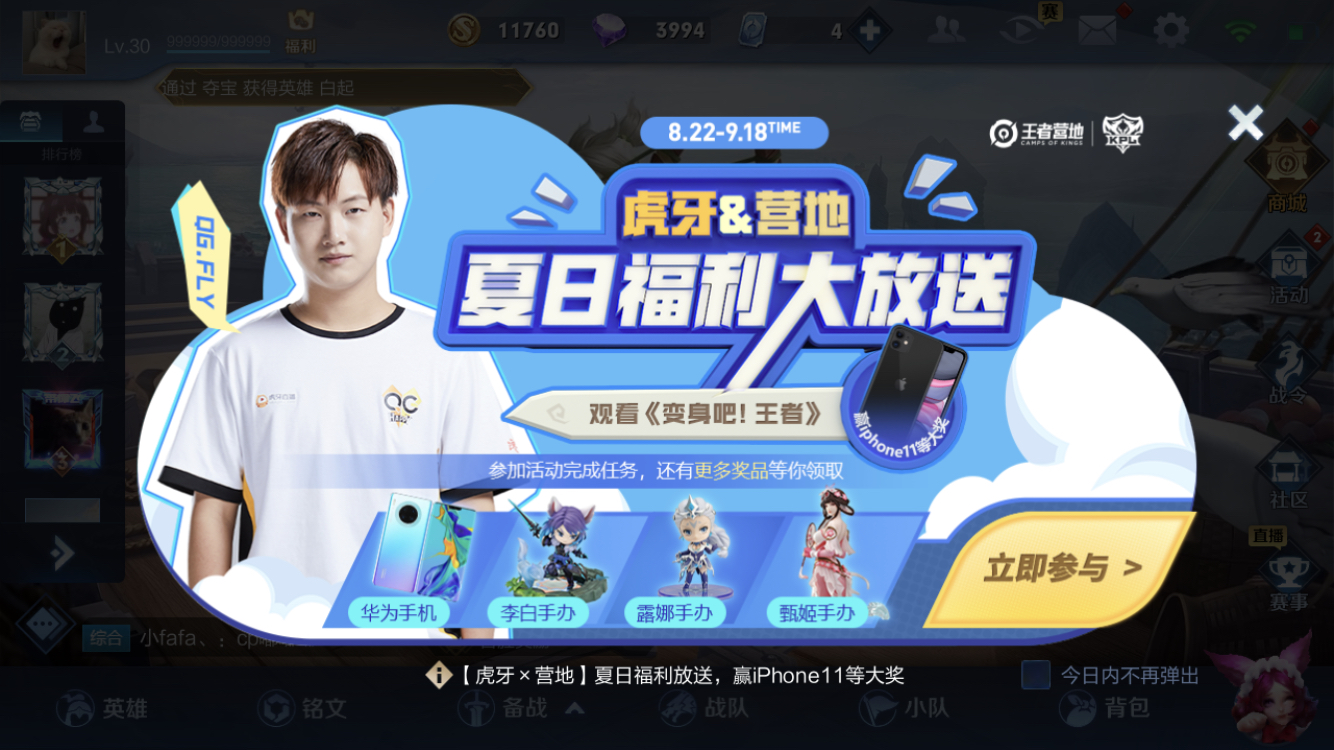 Lv.30
999999/999999
福利
11760
3994
4
赛
通过 夺宝 获得英雄 白起
排行榜
1
2
3
8.22-9.18TIME
王者营地
CAMPS OF KINGS
KPL
QG.FLY
虎牙&营地
夏日福利大放送
虎牙直播
QG
观看《变身吧！王者》
赢iphone11等大奖
参加活动完成任务，还有更多奖品等你领取
华为手机
李白手办
露娜手办
甄姬手办
立即参与 >
商城
2
活动
战令
社区
直播
赛事
综合
小fafa、；
【虎牙×营地】夏日福利放送，赢iPhone11等大奖
今日内不再弹出
英雄
铭文
备战
战队
小队
背包